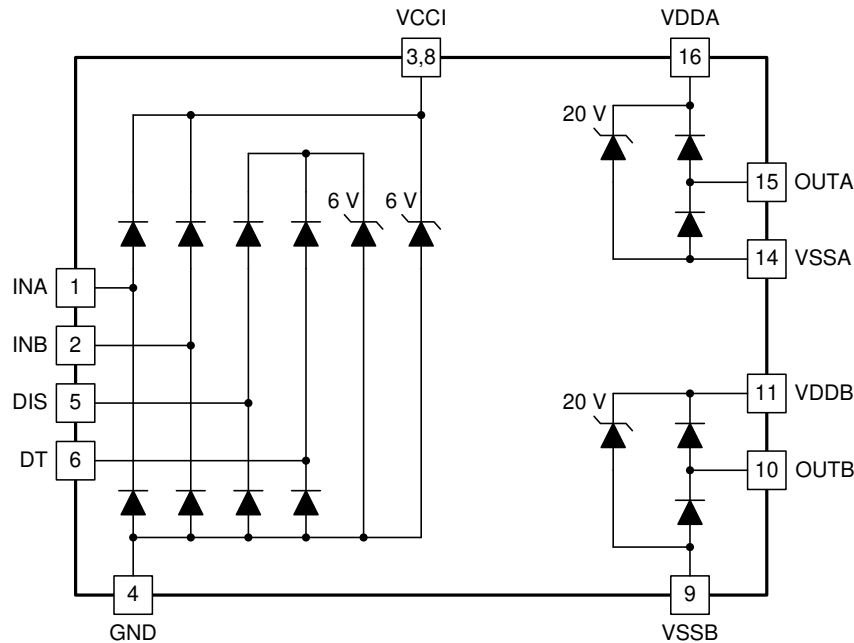 VCCI
VDDA
3,8
16
20 V
15
OUTA
6 V
6 V
14
VSSA
INA
1
INB
2
DIS
5
11
VDDB
20 V
DT
6
10
OUTB
4
9
GND
VSSB